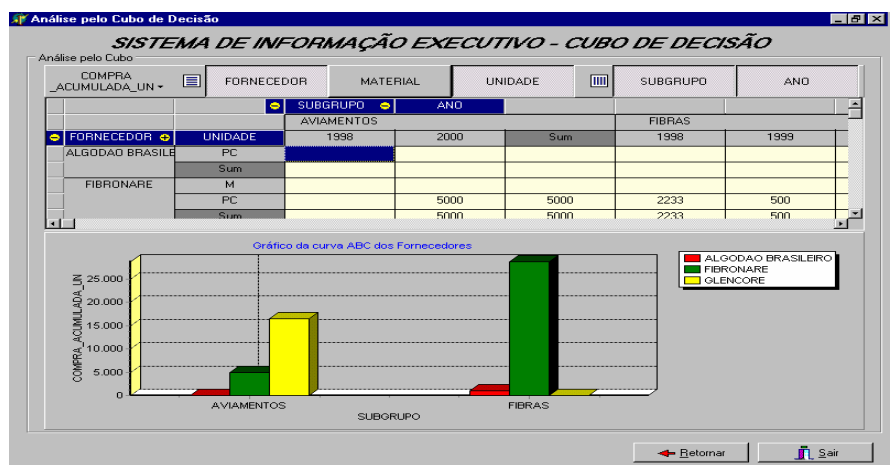 Análise pelo Cubo de Decisão
SISTEMA DE INFORMAÇÃO EXECUTIVO - CUBO DE DECISÃO
Análise pelo Cubo
COMPRA
_ACUMULADA_UN
FORNECEDOR MATERIAL UNIDADE SUBGRUPO ANO
SUBGRUPO ANO
AVIAMENTOS FIBRAS
FORNECEDOR UNIDADE 1998 2000 Sum 1998 1999
ALGODAO BRASILE PC
Sum
FIBRONARE M
PC 5000 5000 2233 500
Sum 5000 5000 2233 500
Gráfico da curva ABC dos Fornecedores
ALGODAO BRASILEIRO
FIBRONARE
GLENCORE
COMPRA_ACUMULADA_UN
25.000
20.000
15.000
10.000
5.000
0
AVIAMENTOS FIBRAS
SUBGRUPO
Retornar Sair